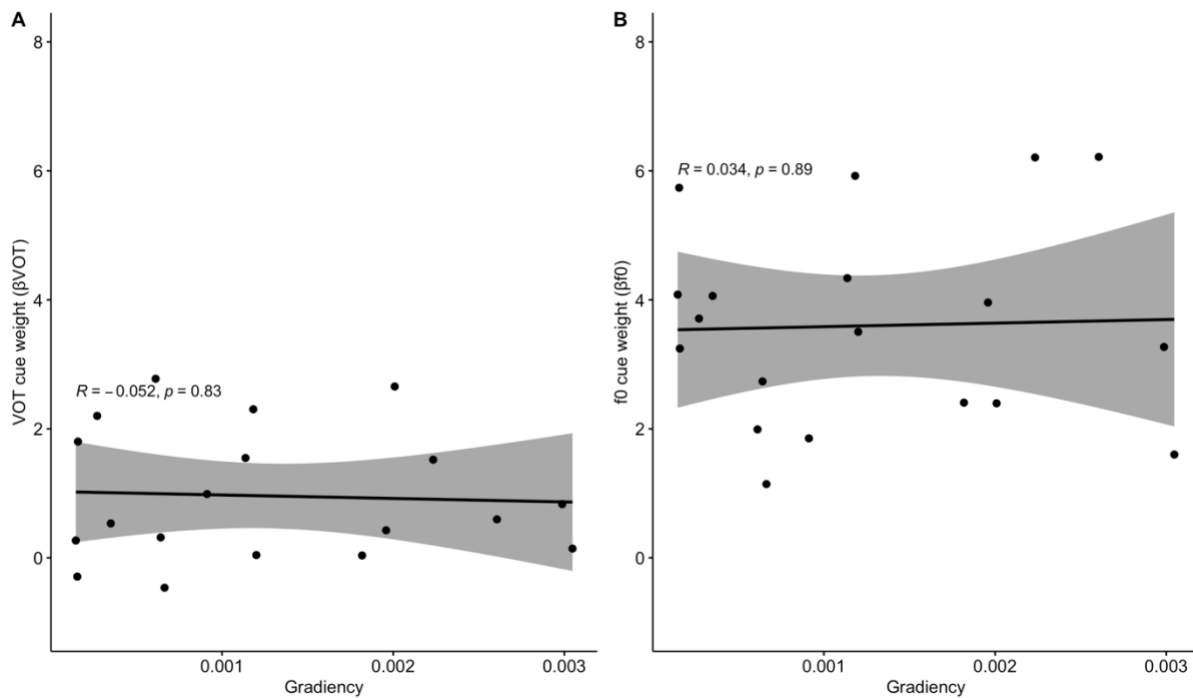 A
8
6
4
2
0
VOT cue weight (βVOT)
R = −0.052, p = 0.83
0.001 0.002 0.003
Gradiency
B
8
6
4
2
0
f0 cue weight (βf0)
R = 0.034, p = 0.89
0.001 0.002 0.003
Gradiency